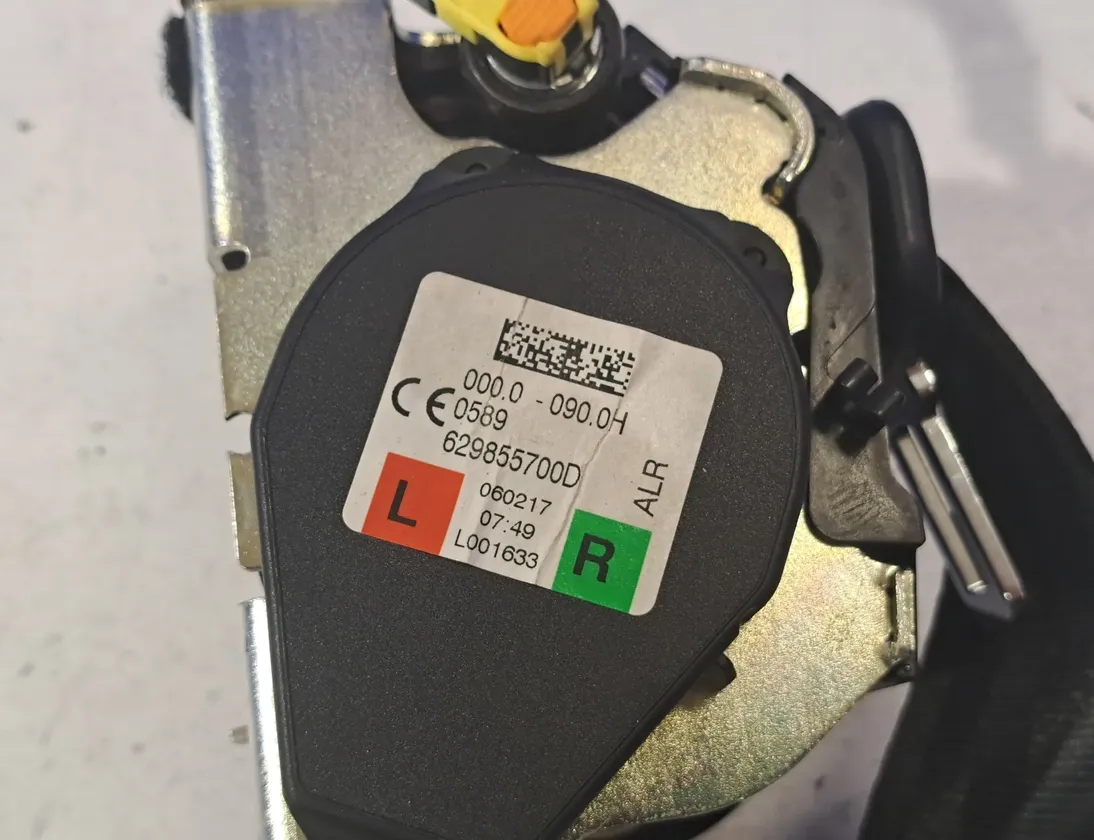 000.0 - 090.0H
CE 0589
629855700D
ALR
L
060217
07:49
L001633
R